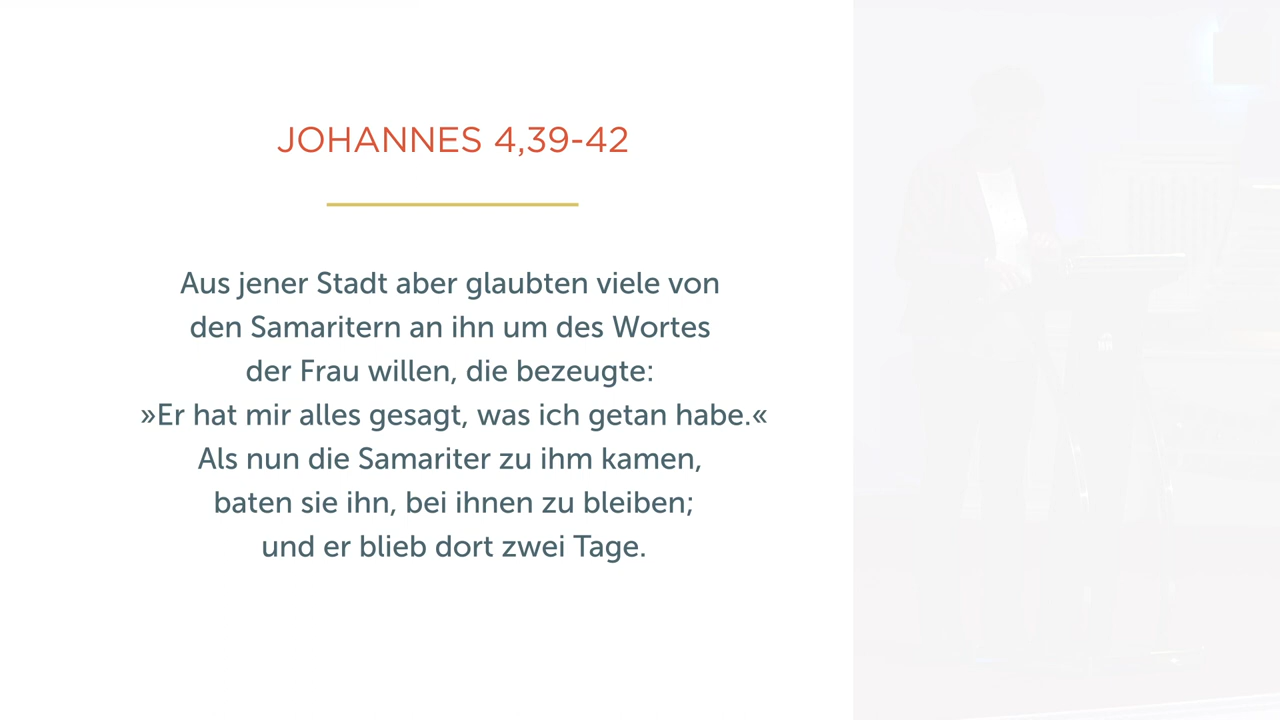 JOHANNES 4,39-42
Aus jener Stadt aber glaubten viele von
den Samaritern an ihn um des Wortes
der Frau willen, die bezeugte:
»Er hat mir alles gesagt, was ich getan habe.«
Als nun die Samariter zu ihm kamen,
baten sie ihn, bei ihnen zu bleiben;
und er blieb dort zwei Tage.